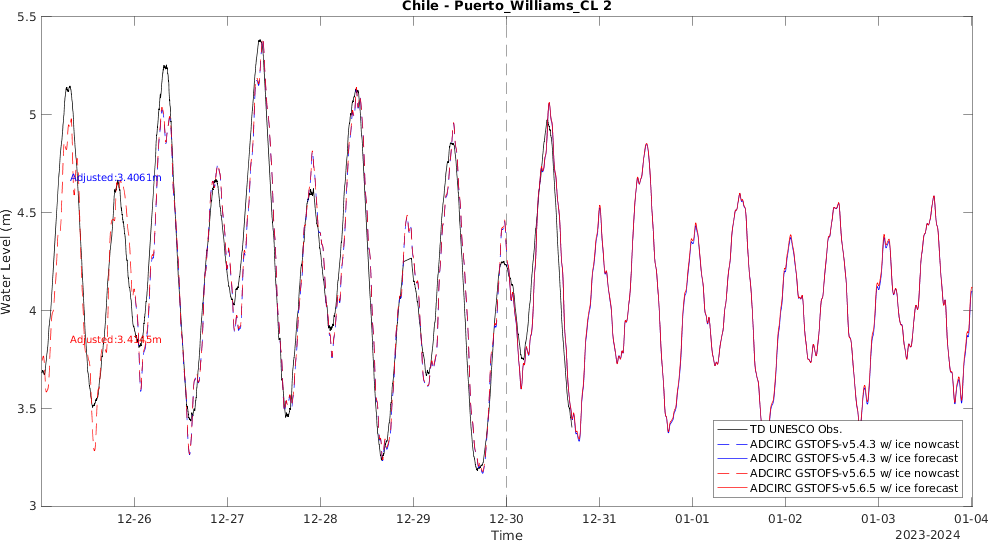 Chile - Puerto_Williams_CL 2
Water Level (m)
5.5
5
4.5
4
3.5
3
Adjusted:3.4061m
Adjusted:3.4245m
TD UNESCO Obs.
ADCIRC GSTOFS-v5.4.3 w/ ice nowcast
ADCIRC GSTOFS-v5.4.3 w/ ice forecast
ADCIRC GSTOFS-v5.6.5 w/ ice nowcast
ADCIRC GSTOFS-v5.6.5 w/ ice forecast
12-26 12-27 12-28 12-29 12-30 12-31 01-01 01-02 01-03 01-04
Time
2023-2024